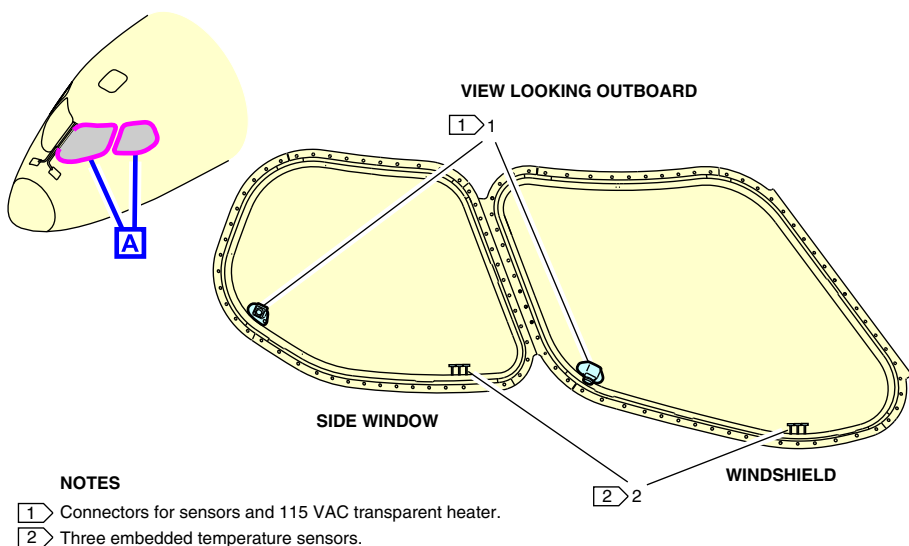 VIEW LOOKING OUTBOARD
1 1
A
SIDE WINDOW
WINDSHIELD
2 2
NOTES
1 Connectors for sensors and 115 VAC transparent heater.
2 Three embedded temperature sensors.